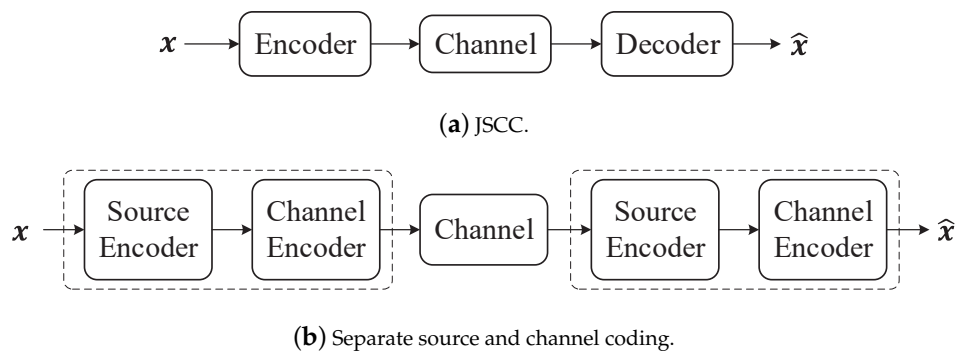 x Encoder Channel Decoder x̂
(a) JSCC.
x Source Encoder Channel Encoder Channel Source Encoder Channel Encoder x̂
(b) Separate source and channel coding.